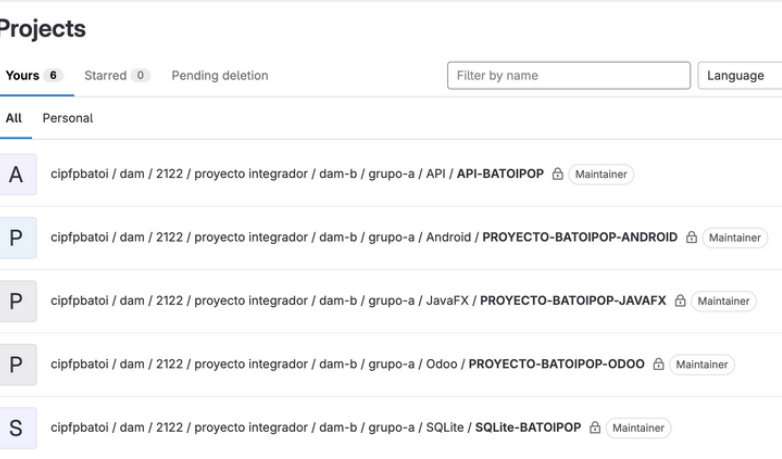 Projects
Yours 6 Starred 0 Pending deletion Filter by name Language
All Personal
A cipfpbatoi / dam / 2122 / proyecto integrador / dam-b / grupo-a / API / API-BATOIPOP Maintainer
P cipfpbatoi / dam / 2122 / proyecto integrador / dam-b / grupo-a / Android / PROYECTO-BATOIPOP-ANDROID Maintainer
P cipfpbatoi / dam / 2122 / proyecto integrador / dam-b / grupo-a / JavaFX / PROYECTO-BATOIPOP-JAVAFX Maintainer
P cipfpbatoi / dam / 2122 / proyecto integrador / dam-b / grupo-a / Odoo / PROYECTO-BATOIPOP-ODOO Maintainer
S cipfpbatoi / dam / 2122 / proyecto integrador / dam-b / grupo-a / SQLite / SQLite-BATOIPOP Maintainer